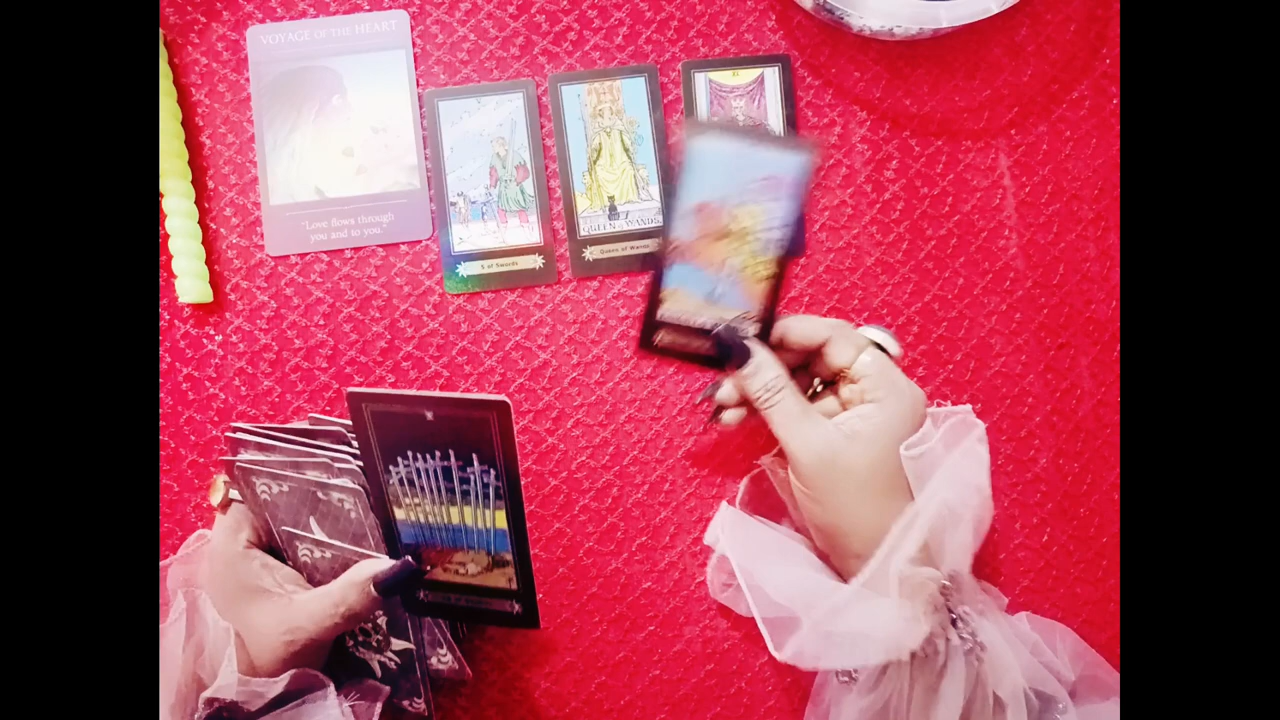 VOYAGE OF THE HEART
"Love flows through
you and to you."
5 of Swords
QUEEN of WANDS.
Queen of Wands
XI